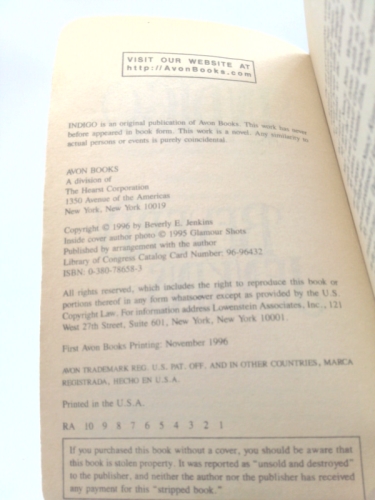 VISIT OUR WEBSITE AT
http://AvonBooks.com
INDIGO is an original publication of Avon Books. This work has never
before appeared in book form. This work is a novel. Any similarity to
actual persons or events is purely coincidental.
AVON BOOKS
A division of
The Hearst Corporation
1350 Avenue of the Americas
New York, New York 10019
Copyright © 1996 by Beverly E. Jenkins
Inside cover author photo © 1995 Glamour Shots
Published by arrangement with the author
Library of Congress Catalog Card Number: 96-96432
ISBN: 0-380-78658-3
All rights reserved, which includes the right to reproduce this book or
portions thereof in any form whatsoever except as provided by the U.S.
Copyright Law. For information address Lowenstein Associates, Inc., 121
West 27th Street, Suite 601, New York, New York 10001.
First Avon Books Printing: November 1996
AVON TRADEMARK REG. U.S. PAT. OFF. AND IN OTHER COUNTRIES, MARCA
REGISTRADA, HECHO EN U.S.A.
Printed in the U.S.A.
RA 10 9 8 7 6 5 4 3 2 1
If you purchased this book without a cover, you should be aware that
this book is stolen property. It was reported as "unsold and destroyed"
to the publisher, and neither the author nor the publisher has received
any payment for this "stripped book."